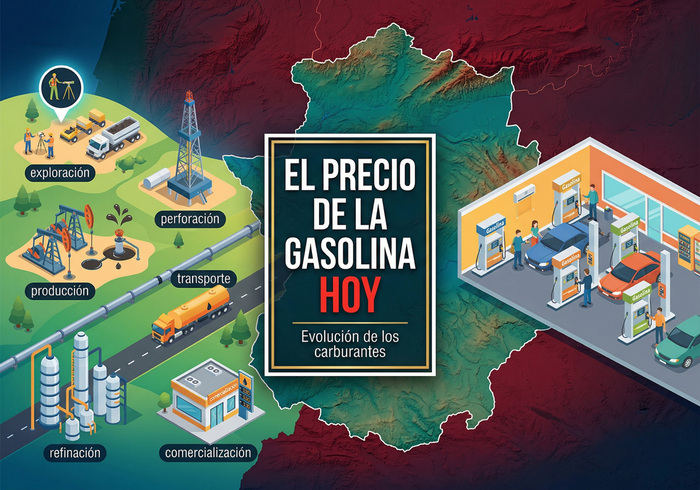 exploración
perforación
producción
transporte
refinación
comercialización
EL PRECIO
DE LA
GASOLINA
HOY
Evolución de los
carburantes
Gasolina
Gasolina
Gasolina